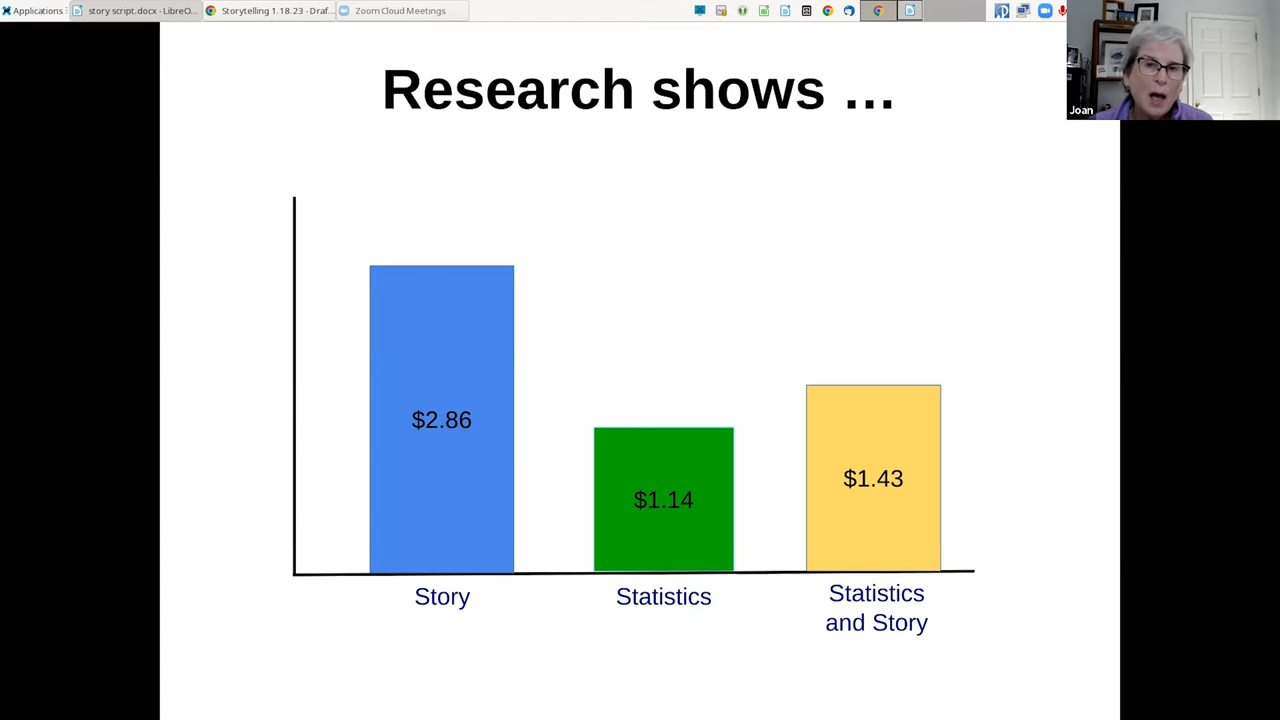 Applications
story script.docx - LibreO...
Storytelling 1.18.23 - Draf...
Zoom Cloud Meetings
Joan
Research shows …
$2.86
$1.14
$1.43
Story
Statistics
Statistics
and Story